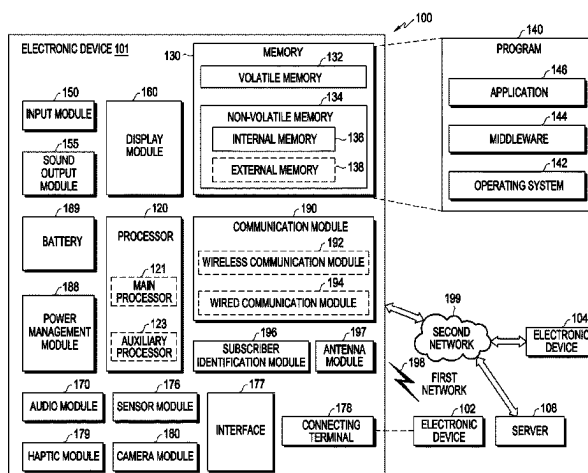 100
ELECTRONIC DEVICE 101
130
MEMORY
132
VOLATILE MEMORY
134
NON-VOLATILE MEMORY
INTERNAL MEMORY
136
EXTERNAL MEMORY
138
140
PROGRAM
146
APPLICATION
144
MIDDLEWARE
142
OPERATING SYSTEM
150
INPUT MODULE
155
SOUND
OUTPUT
MODULE
160
DISPLAY
MODULE
189
BATTERY
120
PROCESSOR
121
MAIN
PROCESSOR
123
AUXILIARY
PROCESSOR
188
POWER
MANAGEMENT
MODULE
190
COMMUNICATION MODULE
192
WIRELESS COMMUNICATION MODULE
194
WIRED COMMUNICATION MODULE
196
SUBSCRIBER
IDENTIFICATION MODULE
197
ANTENNA
MODULE
199
SECOND
NETWORK
104
ELECTRONIC
DEVICE
198
FIRST
NETWORK
170
AUDIO MODULE
176
SENSOR MODULE
177
INTERFACE
178
CONNECTING
TERMINAL
102
ELECTRONIC
DEVICE
108
SERVER
179
HAPTIC MODULE
180
CAMERA MODULE